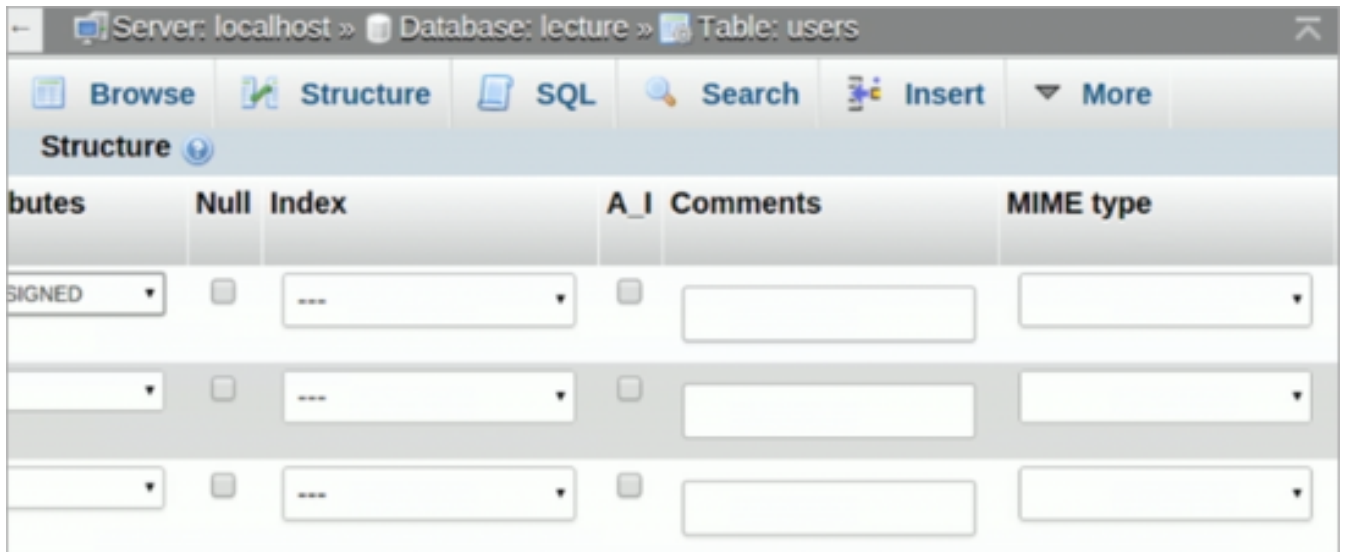 Server: localhost » Database: lecture » Table: users
Browse Structure SQL Search Insert More
Structure
butes Null Index A_I Comments MIME type
SIGNED --- 
---
---